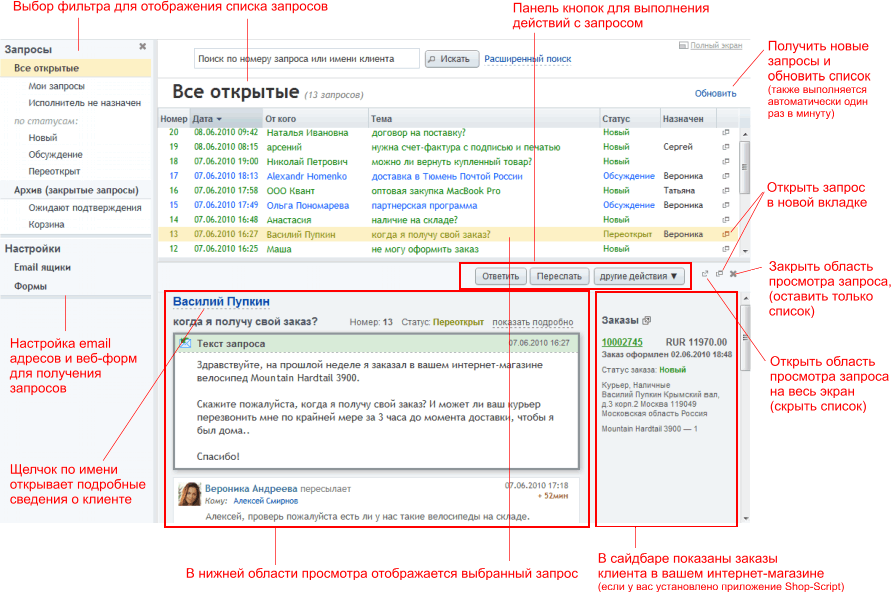 Выбор фильтра для отображения списка запросов
Панель кнопок для выполнения
действий с запросом
Запросы
Все открытые
Мои запросы
Исполнитель не назначен
по статусам:
Новый
Обсуждение
Переоткрыт
Архив (закрытые запросы)
Ожидают подтверждения
Корзина
Настройки
Email ящики
Формы
Поиск по номеру запроса или имени клиента
Искать
Расширенный поиск
Полный экран
Все открытые (13 запросов)
Обновить
Номер Дата От кого Тема Статус Назначен
20 08.06.2010 09:42 Наталья Ивановна договор на поставку? Новый
19 08.06.2010 08:15 арсений нужна счет-фактура с подписью и печатью Новый Сергей
18 07.06.2010 19:00 Николай Петрович можно ли вернуть купленный товар? Новый
17 07.06.2010 18:13 Alexandr Homenko доставка в Тюмень Почтой России Обсуждение Вероника
16 07.06.2010 17:58 ООО Квант оптовая закупка MacBook Pro Новый Татьяна
15 07.06.2010 17:49 Ольга Пономарева партнерская программа Обсуждение Вероника
14 07.06.2010 16:48 Анастасия наличие на складе? Новый
13 07.06.2010 16:27 Василий Пупкин когда я получу свой заказ? Переоткрыт Вероника
12 07.06.2010 16:25 Маша не могу оформить заказ Новый
Получить новые
запросы и
обновить список
(также выполняется
автоматически один
раз в минуту)
Открыть запрос
в новой вкладке
Закрыть область
просмотра запроса,
(оставить только
список)
Открыть область
просмотра запроса
на весь экран
(скрыть список)
Ответить
Переслать
другие действия ▼
Василий Пупкин
когда я получу свой заказ?
Номер: 13 Статус: Переоткрыт показать подробно
Текст запроса 07.06.2010 16:27
Здравствуйте, на прошлой неделе я заказал в вашем интернет-магазине
велосипед Mountain Hardtail 3900.
Скажите пожалуйста, когда я получу свой заказ? И может ли ваш курьер
перезвонить мне по крайней мере за 3 часа до момента доставки, чтобы я
был дома..
Спасибо!
Вероника Андреева пересылает 07.06.2010 17:18
Кому: Алексей Смирнов + 52мин
Алексей, проверь пожалуйста есть ли у нас такие велосипеды на складе.
Заказы
10002745 RUR 11970.00
Заказ оформлен 02.06.2010 18:48
Статус заказа: Новый
Курьер, Наличные
Василий Пупкин Крымский вал,
д.3 корп.2 Москва 119049
Московская область Россия
Mountain Hardtail 3900 — 1
Настройка email
адресов и веб-форм
для получения
запросов
Щелчок по имени
открывает подробные
сведения о клиенте
В нижней области просмотра отображается выбранный запрос
В сайдбаре показаны заказы
клиента в вашем интернет-магазине
(если у вас установлено приложение Shop-Script)